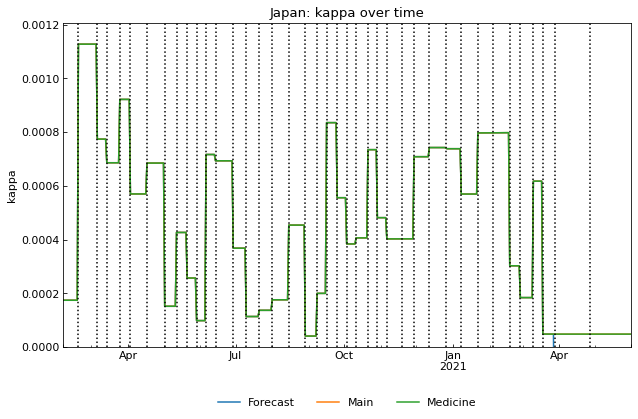 Japan: kappa over time
kappa
0.0012
0.0010
0.0008
0.0006
0.0004
0.0002
0.0000
Apr Jul Oct Jan Apr
2021
Forecast Main Medicine